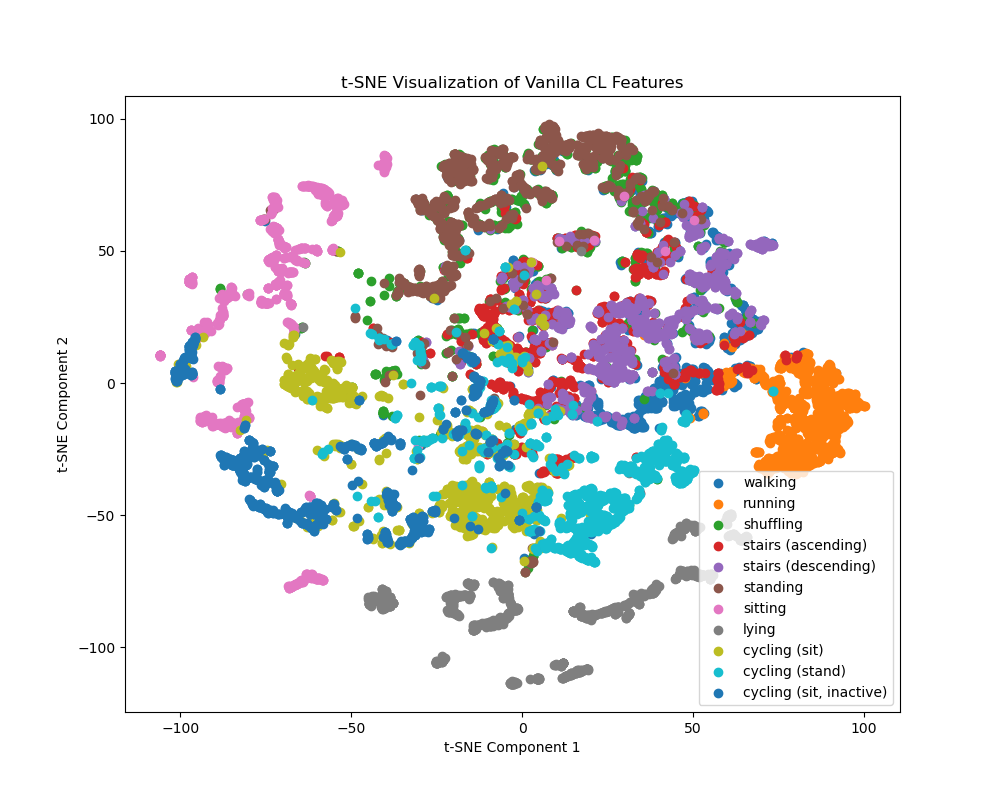 t-SNE Visualization of Vanilla CL Features
100
50
0
−50
−100
t-SNE Component 2
−100
−50
0
50
100
t-SNE Component 1
walking
running
shuffling
stairs (ascending)
stairs (descending)
standing
sitting
lying
cycling (sit)
cycling (stand)
cycling (sit, inactive)